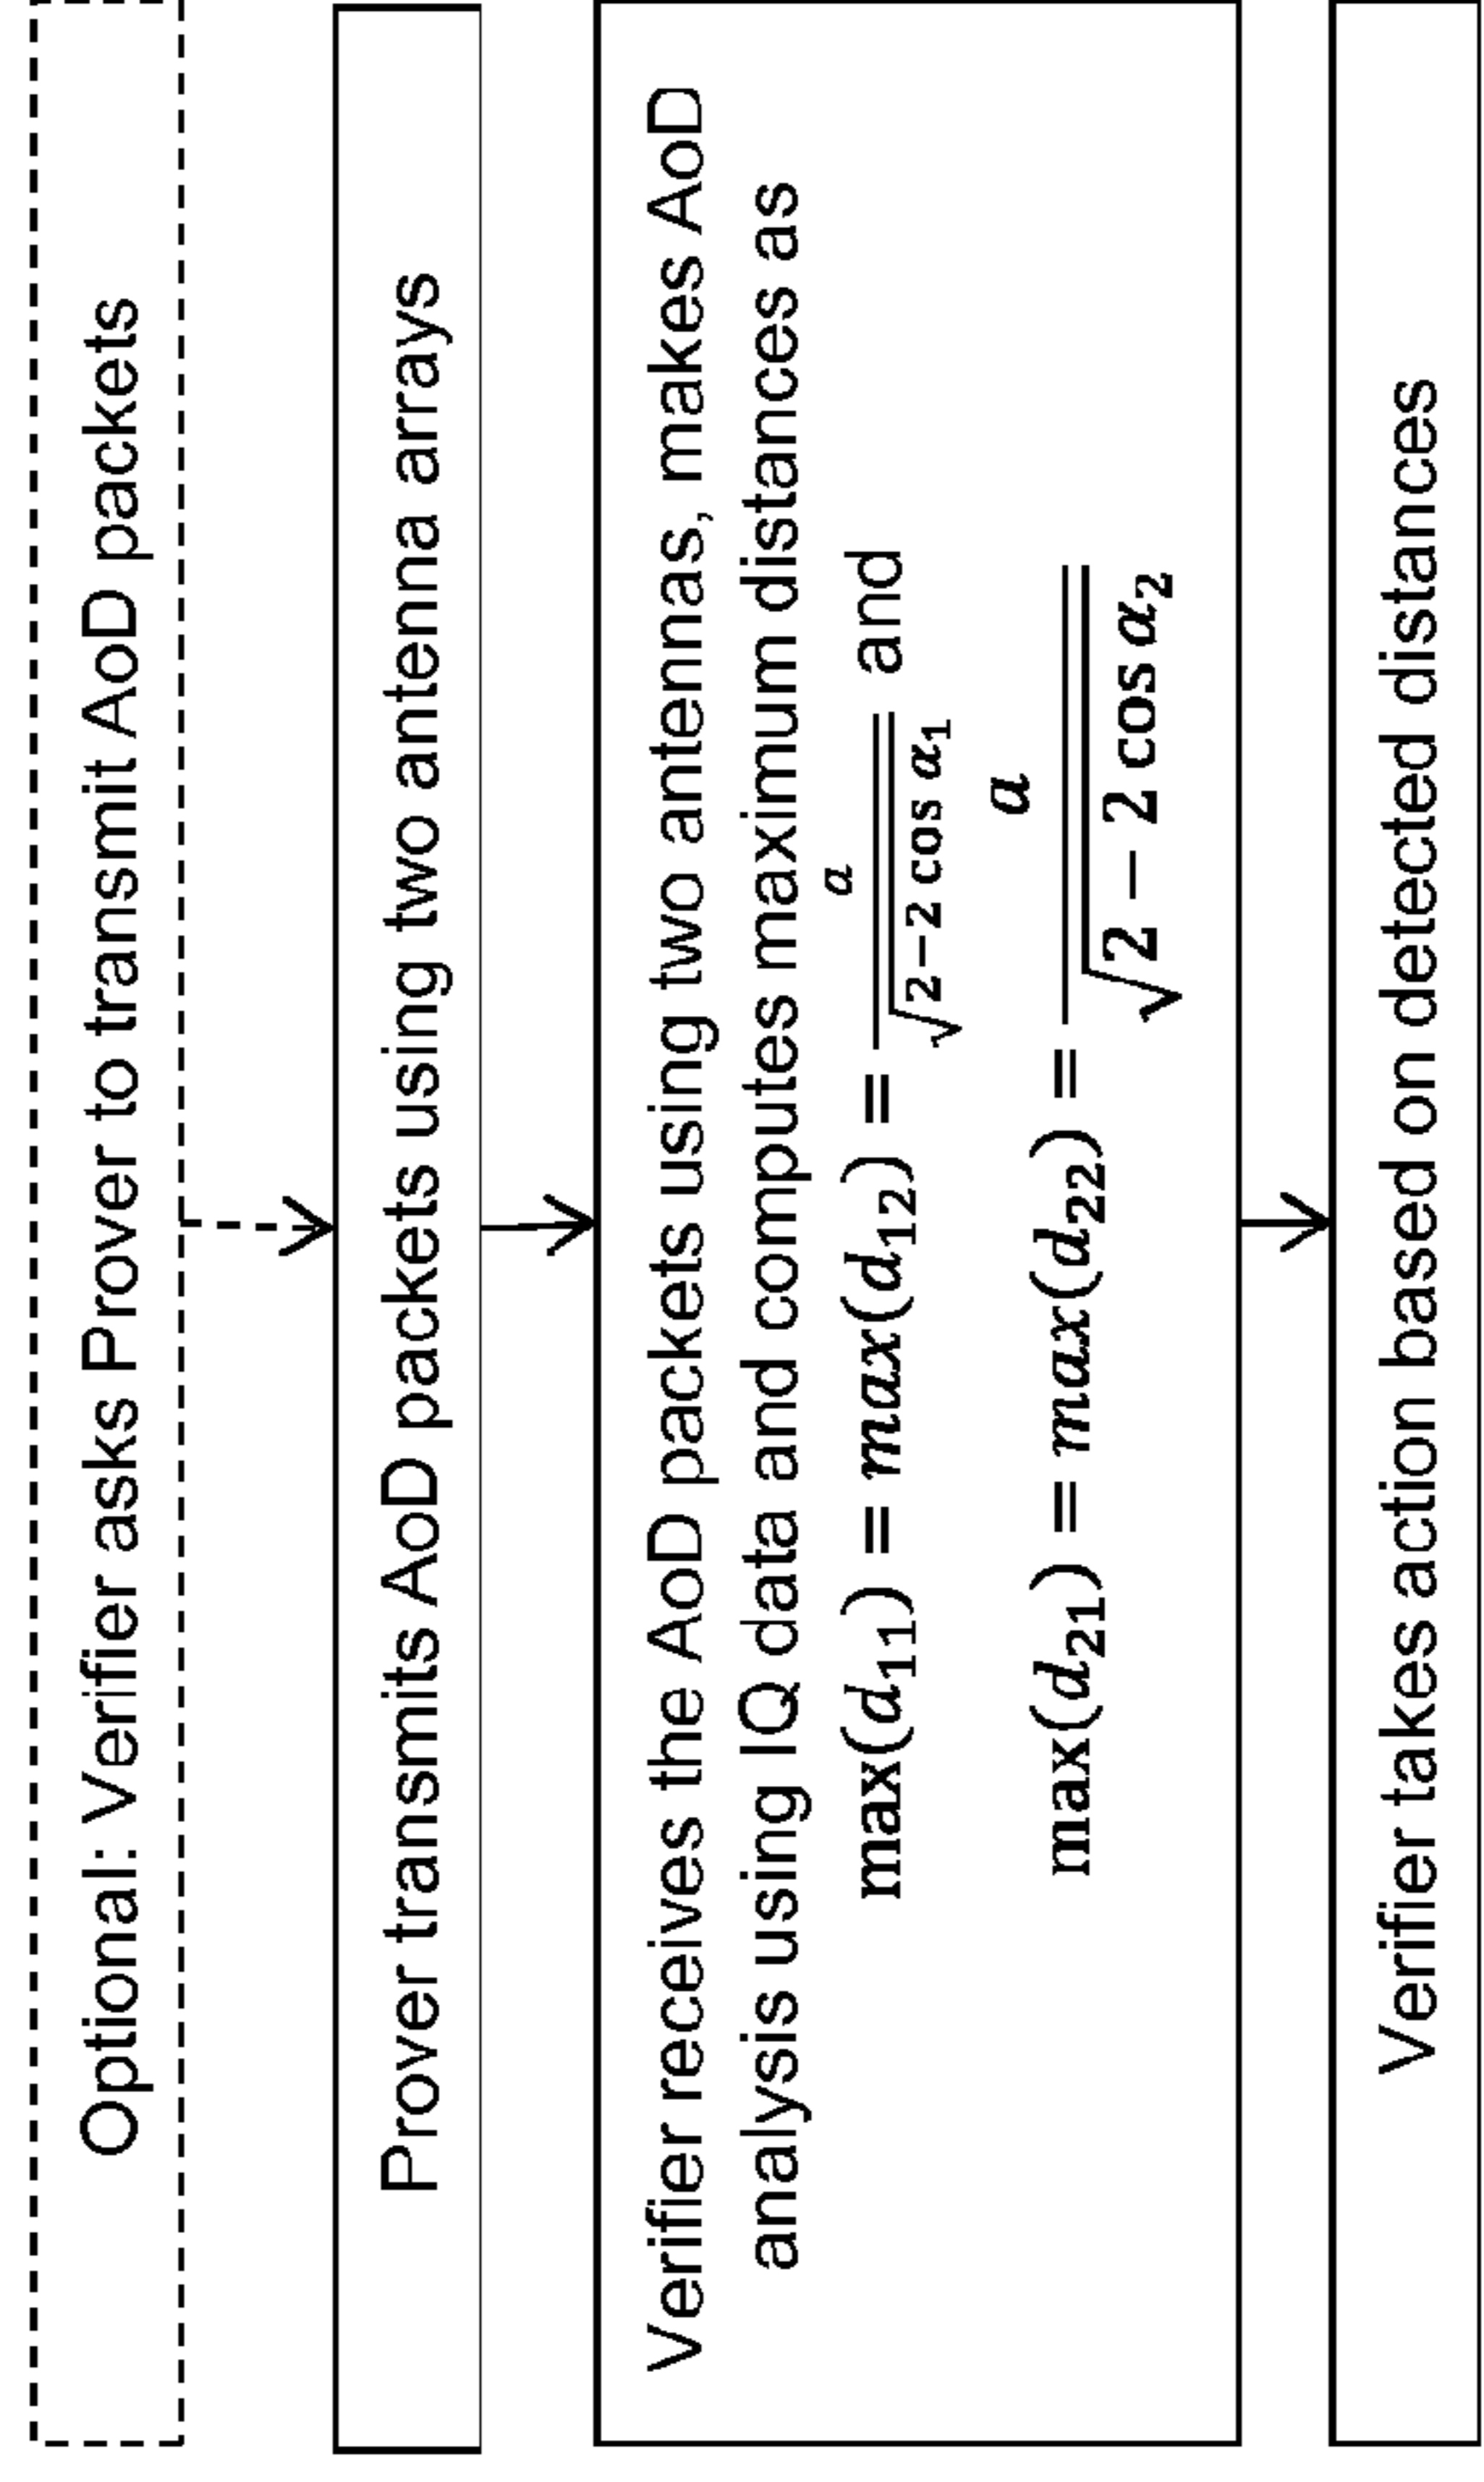 Optional: Verifier asks Prover to transmit AoD packets
Prover transmits AoD packets using two antenna arrays
Verifier receives the AoD packets using two antennas, makes AoD
analysis using IQ data and computes maximum distances as
max(d₁₁) = max(d₁₂) = a/√(2−2 cos α₁) and
max(d₂₁) = max(d₂₂) = a/√(2 − 2 cos α₂)
Verifier takes action based on detected distances